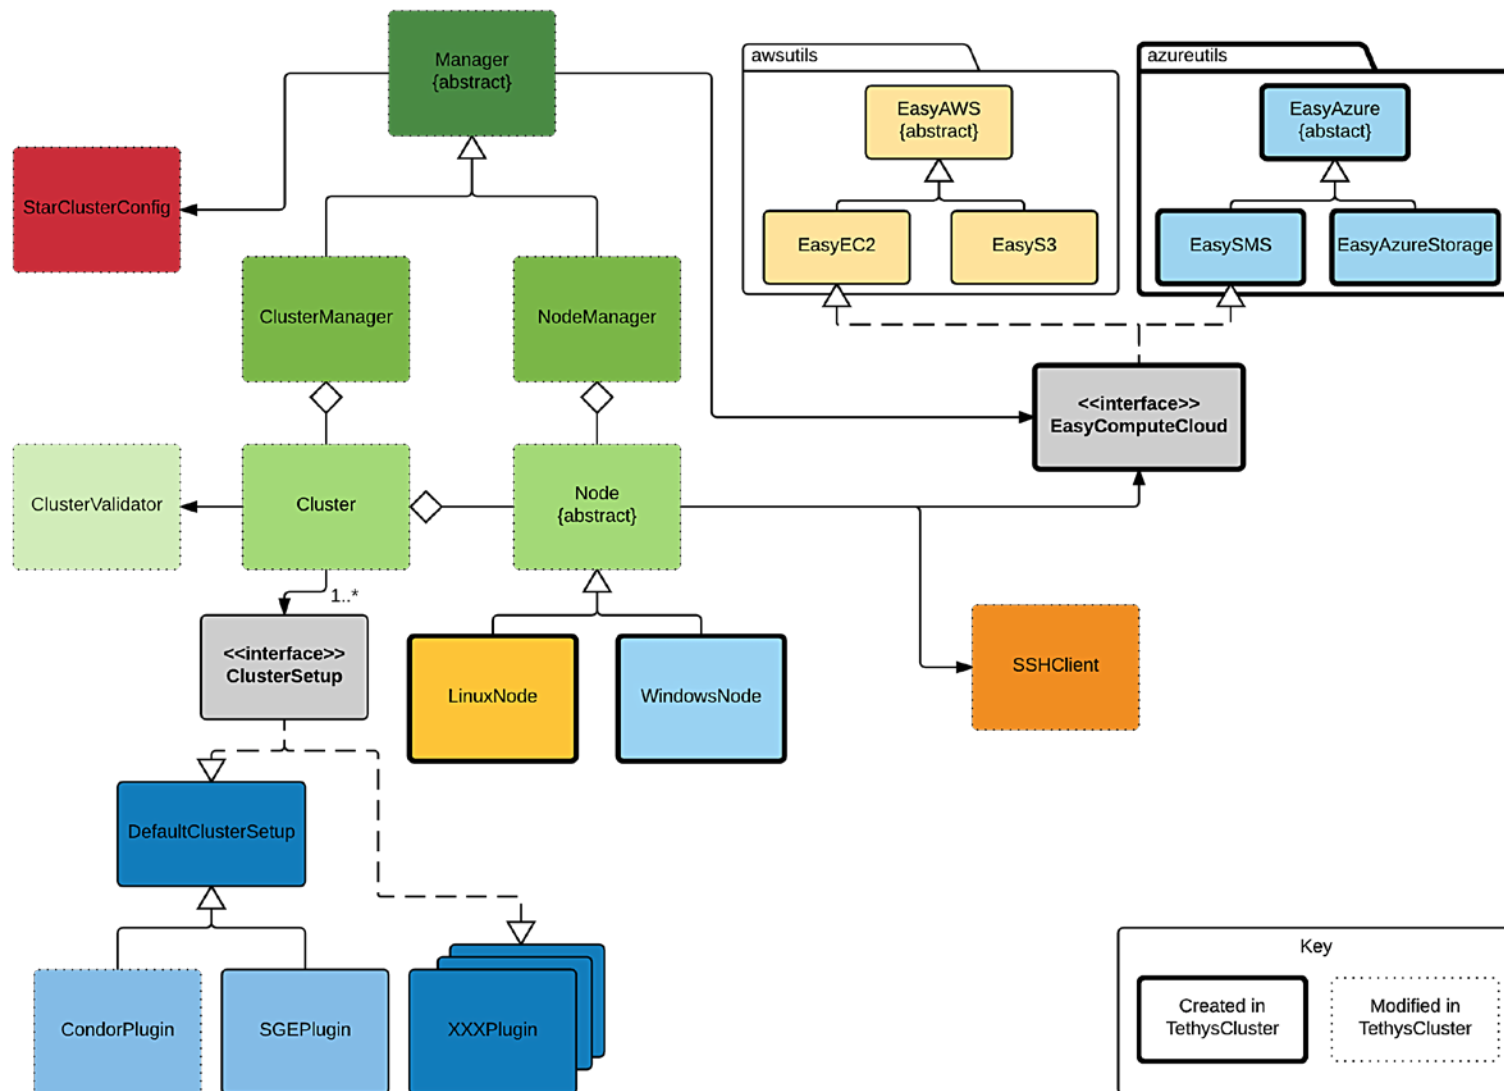 Manager
{abstract}
awsutils
azureutils
EasyAWS
{abstract}
EasyAzure
{abstact}
StarClusterConfig
EasyEC2
EasyS3
EasySMS
EasyAzureStorage
ClusterManager
NodeManager
<<interface>>
EasyComputeCloud
ClusterValidator
Cluster
Node
{abstract}
1..*
<<interface>>
ClusterSetup
LinuxNode
WindowsNode
SSHClient
DefaultClusterSetup
Key
CondorPlugin
SGEPlugin
XXXPlugin
Created in
TethysCluster
Modified in
TethysCluster